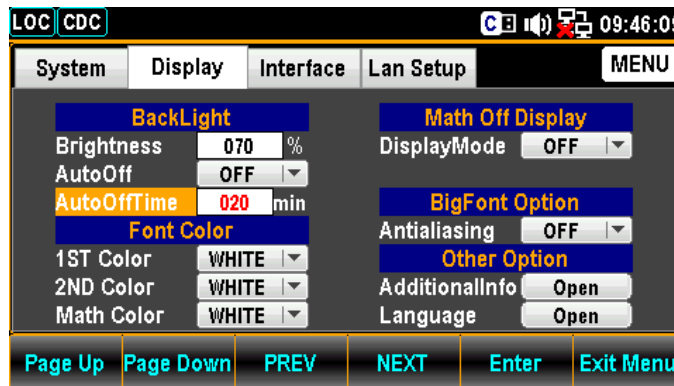 LOC CDC C 09:46:09
System Display Interface Lan Setup MENU
BackLight
Brightness 070 %
AutoOff OFF
AutoOffTime 020 min
Font Color
1ST Color WHITE
2ND Color WHITE
Math Color WHITE
Math Off Display
DisplayMode OFF
BigFont Option
Antialiasing OFF
Other Option
AdditionalInfo Open
Language Open
Page Up Page Down PREV NEXT Enter Exit Menu